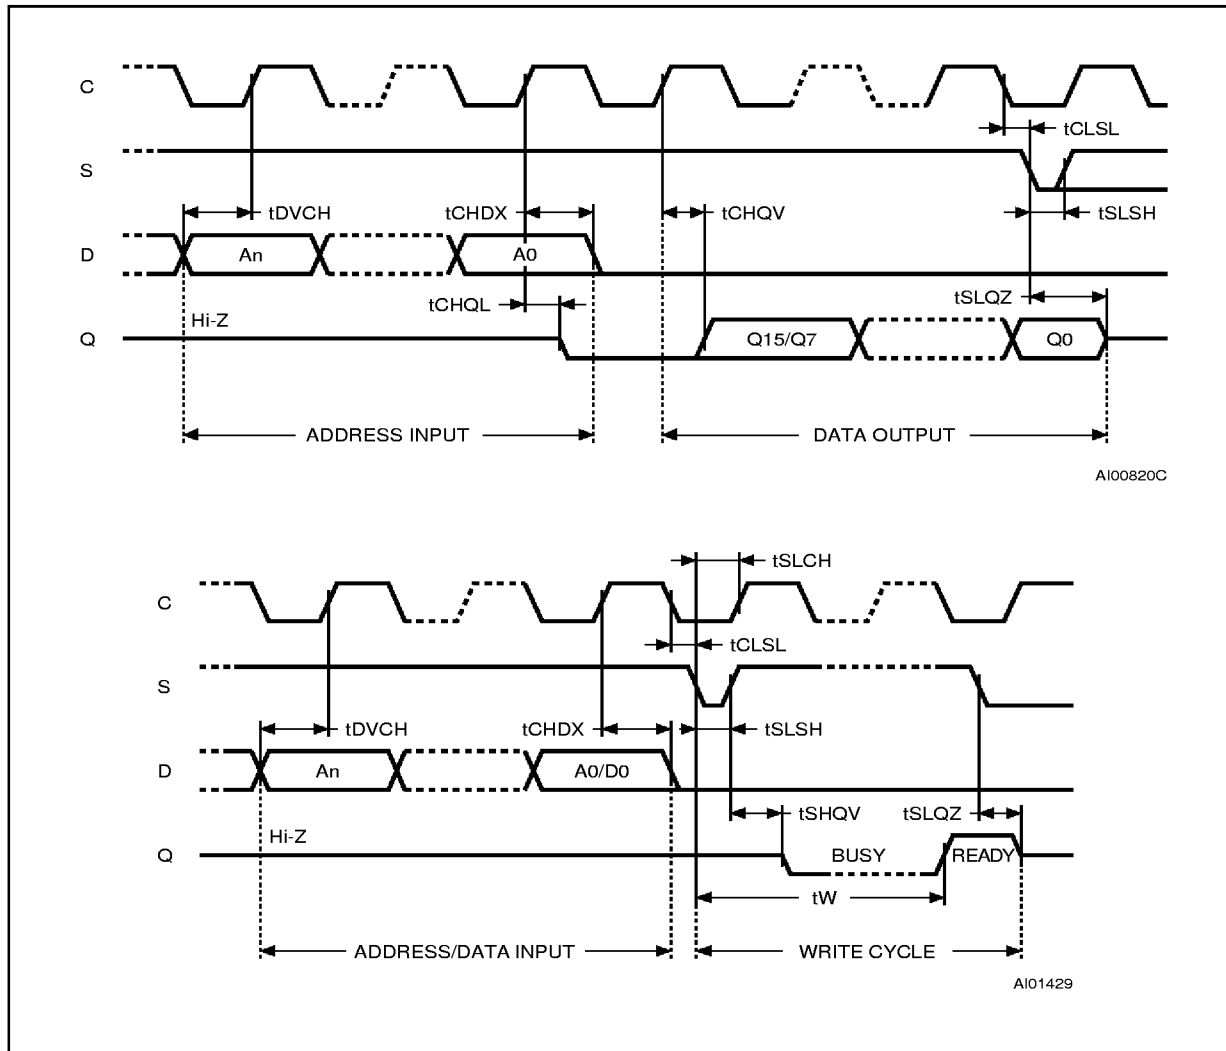 C
tCLSL
S
tDVCH tCHDX tCHQV tSLSH
D An A0
tCHQL tSLQZ
Hi-Z
Q Q15/Q7 Q0
ADDRESS INPUT DATA OUTPUT
AI00820C
tSLCH
C
tCLSL
S
tDVCH tCHDX tSLSH
D An A0/D0
tSHQV tSLQZ
Hi-Z
Q BUSY READY
tW
ADDRESS/DATA INPUT WRITE CYCLE
AI01429